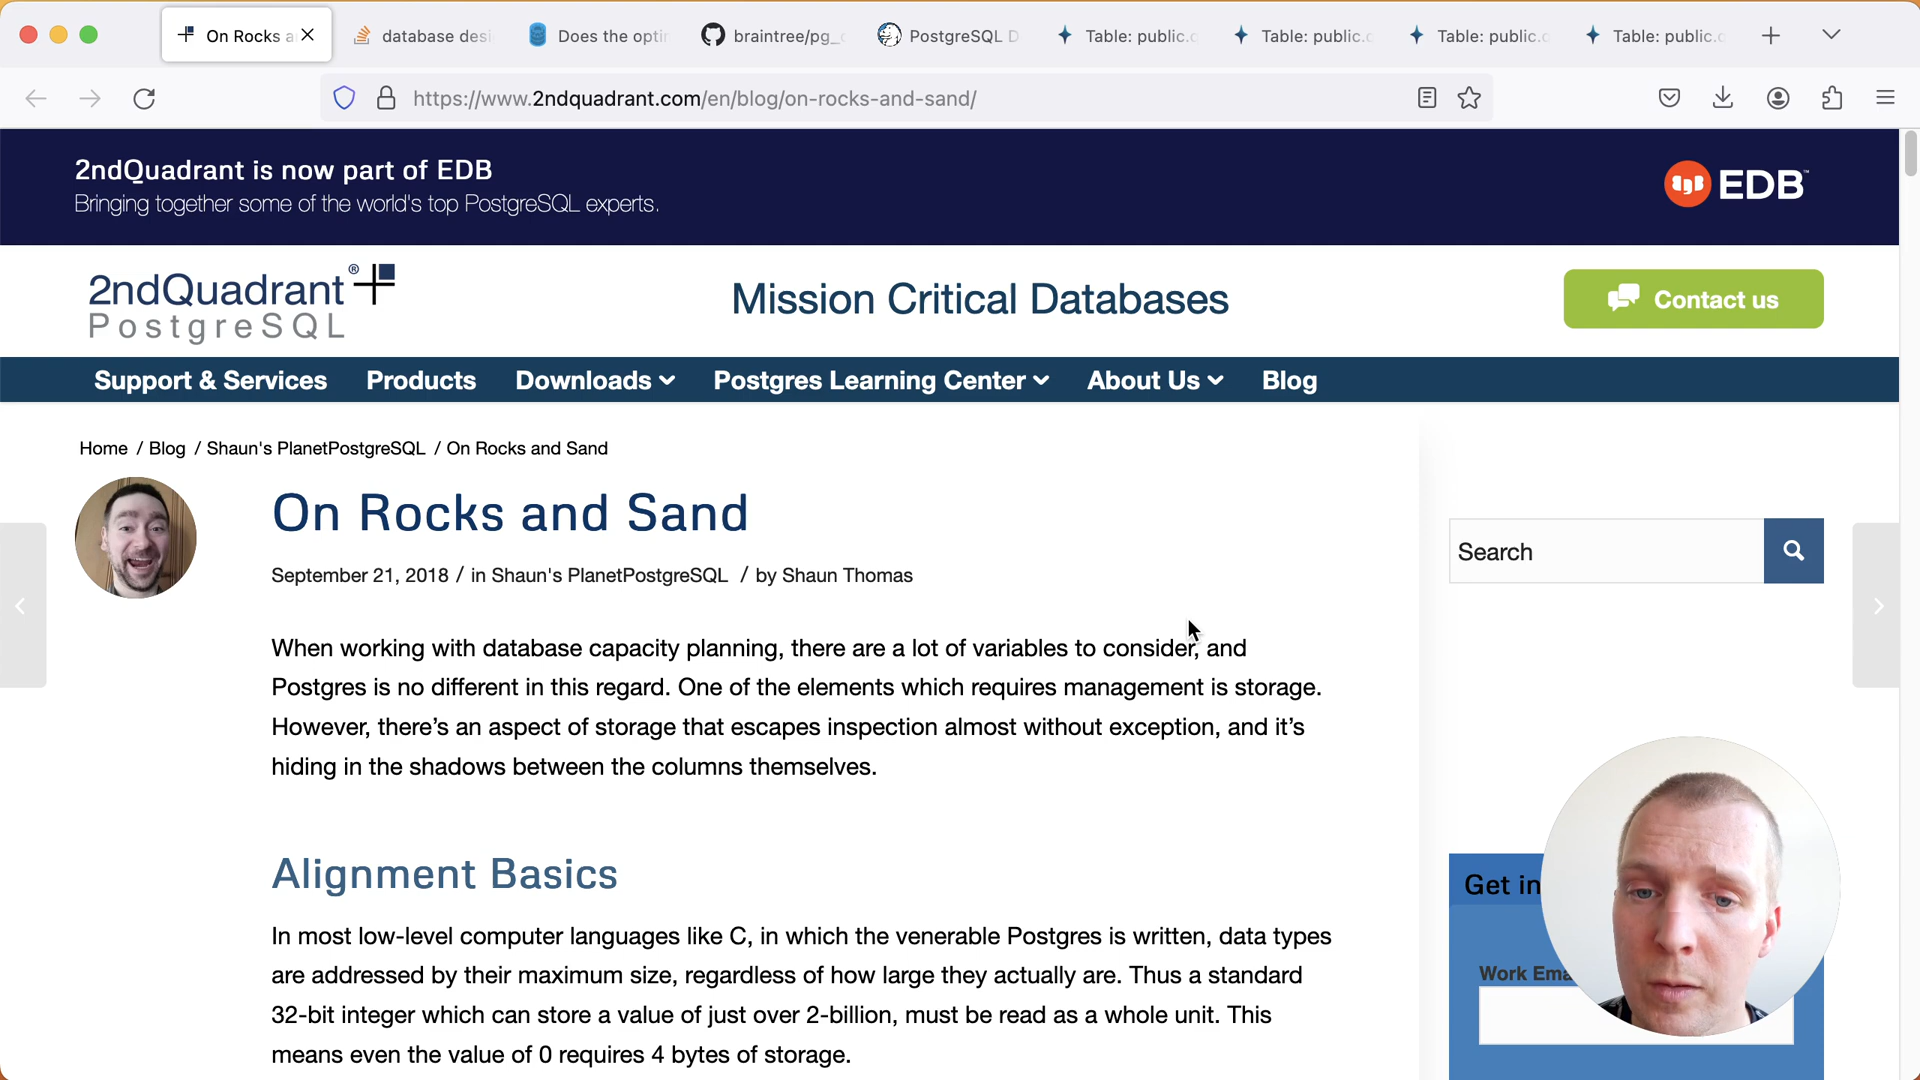 On Rocks a
database desi
Does the opti
braintree/pg_
PostgreSQL D
Table: public.c
Table: public.c
Table: public.c
Table: public.c
https://www.2ndquadrant.com/en/blog/on-rocks-and-sand/
2ndQuadrant is now part of EDB
Bringing together some of the world's top PostgreSQL experts.
EDB™
2ndQuadrant®
PostgreSQL
Mission Critical Databases
Contact us
Support & Services Products Downloads Postgres Learning Center About Us Blog
Home / Blog / Shaun's PlanetPostgreSQL / On Rocks and Sand
On Rocks and Sand
September 21, 2018 / in Shaun's PlanetPostgreSQL / by Shaun Thomas
Search
When working with database capacity planning, there are a lot of variables to consider, and
Postgres is no different in this regard. One of the elements which requires management is storage.
However, there’s an aspect of storage that escapes inspection almost without exception, and it’s
hiding in the shadows between the columns themselves.
Alignment Basics
In most low-level computer languages like C, in which the venerable Postgres is written, data types
are addressed by their maximum size, regardless of how large they actually are. Thus a standard
32-bit integer which can store a value of just over 2-billion, must be read as a whole unit. This
means even the value of 0 requires 4 bytes of storage.
Get in
Work Ema